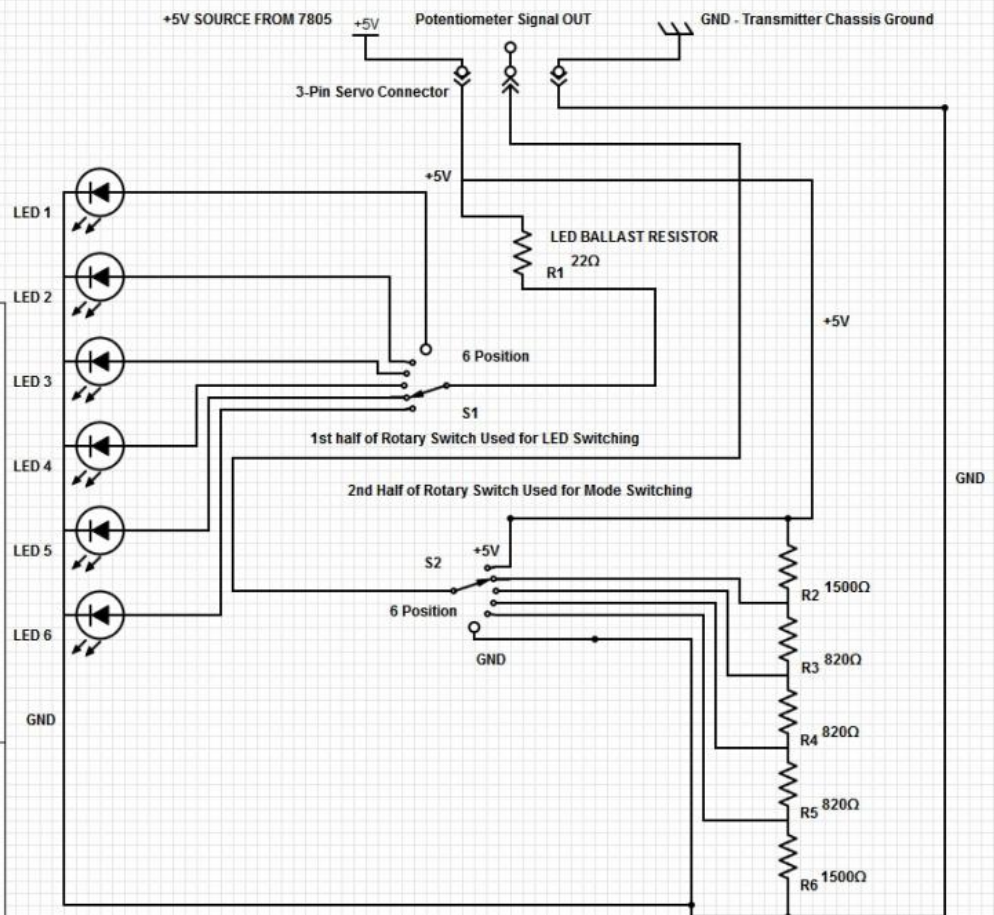 +5V SOURCE FROM 7805
+5V
Potentiometer Signal OUT
GND - Transmitter Chassis Ground
3-Pin Servo Connector
+5V
LED 1
LED BALLAST RESISTOR
22Ω
R1
LED 2
+5V
6 Position
LED 3
S1
1st half of Rotary Switch Used for LED Switching
LED 4
GND
2nd Half of Rotary Switch Used for Mode Switching
LED 5
+5V
S2
R2 1500Ω
6 Position
LED 6
GND
R3 820Ω
GND
R4 820Ω
R5 820Ω
R6 1500Ω